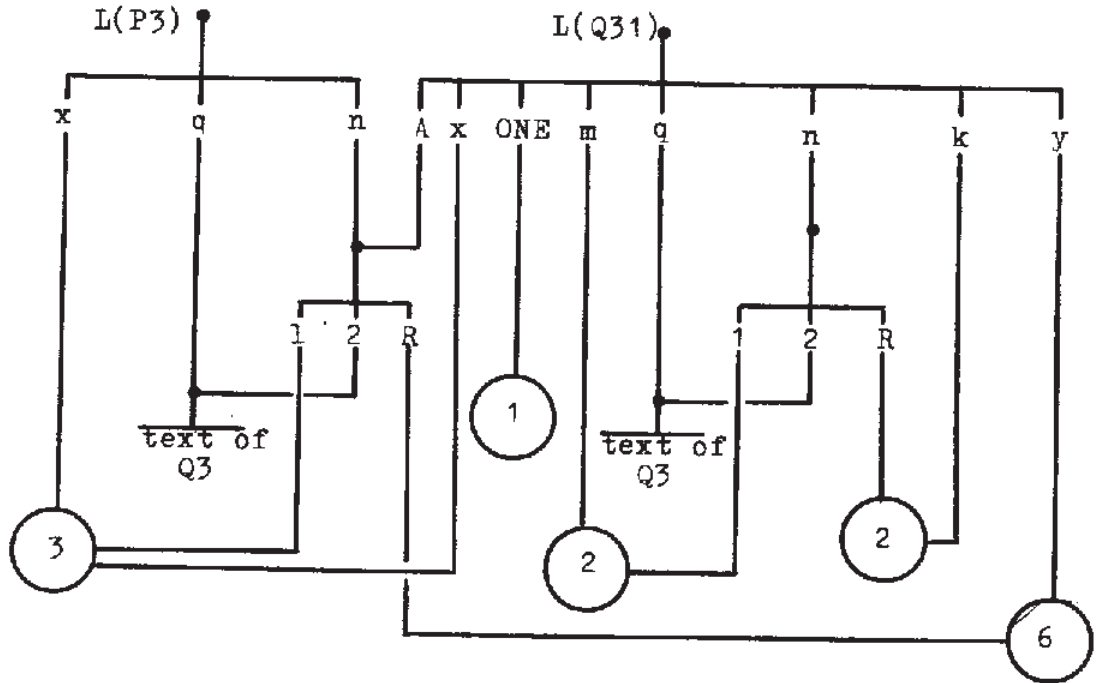 L(P3) L(Q31)
x q n A x ONE m q n k y
1 2 R 1 2 R
1
text of
Q3
text of
Q3
3 2 2
6